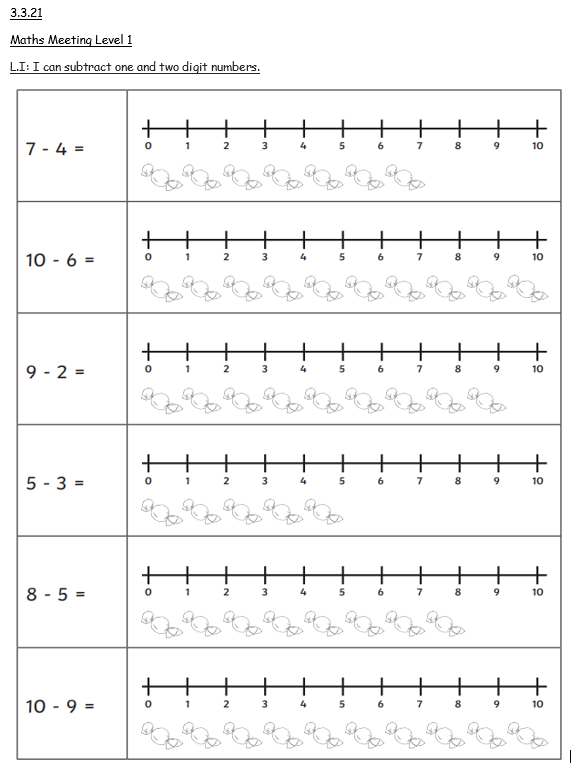 3.3.21
Maths Meeting Level 1
L.I: I can subtract one and two digit numbers.
7 - 4 =
0 1 2 3 4 5 6 7 8 9 10
10 - 6 =
0 1 2 3 4 5 6 7 8 9 10
9 - 2 =
0 1 2 3 4 5 6 7 8 9 10
5 - 3 =
0 1 2 3 4 5 6 7 8 9 10
8 - 5 =
0 1 2 3 4 5 6 7 8 9 10
10 - 9 =
0 1 2 3 4 5 6 7 8 9 10